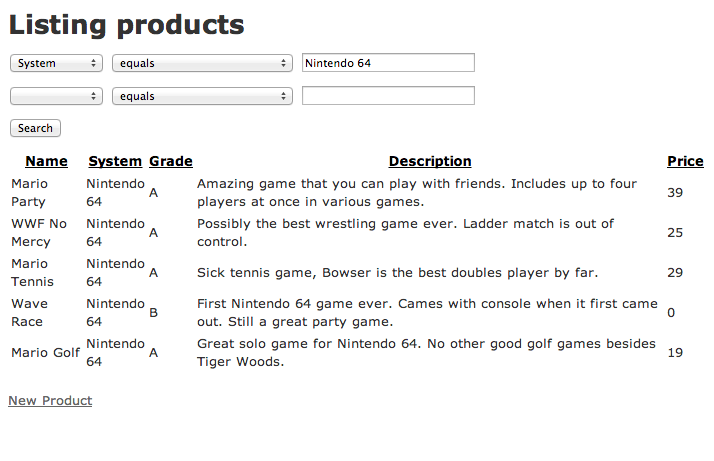 Listing products
System equals Nintendo 64
equals
Search
Name System Grade Description Price
Mario Party Nintendo 64 A Amazing game that you can play with friends. Includes up to four players at once in various games. 39
WWF No Mercy Nintendo 64 A Possibly the best wrestling game ever. Ladder match is out of control. 25
Mario Tennis Nintendo 64 A Sick tennis game, Bowser is the best doubles player by far. 29
Wave Race Nintendo 64 B First Nintendo 64 game ever. Cames with console when it first came out. Still a great party game. 0
Mario Golf Nintendo 64 A Great solo game for Nintendo 64. No other good golf games besides Tiger Woods. 19
New Product